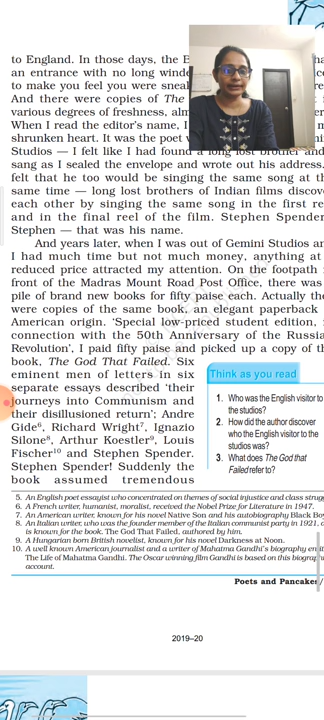 to England. In those days, the B
an entrance with no long winde
to make you feel you were sneak
And there were copies of The
various degrees of freshness, alm
When I read the editor's name, I
shrunken heart. It was the poet
Studios — I felt like I had found a long lost brother and
sang as I sealed the envelope and wrote out his address.
felt that he too would be singing the same song at th
same time — long lost brothers of Indian films discov
each other by singing the same song in the first re
and in the final reel of the film. Stephen Spender
Stephen — that was his name.
And years later, when I was out of Gemini Studios an
I had much time but not much money, anything at
reduced price attracted my attention. On the footpath
front of the Madras Mount Road Post Office, there was
pile of brand new books for fifty paise each. Actually the
were copies of the same book, an elegant paperback
American origin. 'Special low-priced student edition,
connection with the 50th Anniversary of the Russia
Revolution', I paid fifty paise and picked up a copy of th
book, The God That Failed. Six
eminent men of letters in six
separate essays described 'their
journeys into Communism and
their disillusioned return'; Andre
Gide⁶, Richard Wright⁷, Ignazio
Silone⁸, Arthur Koestler⁹, Louis
Fischer¹⁰ and Stephen Spender.
Stephen Spender! Suddenly the
book assumed tremendous
Think as you read
1. Who was the English visitor to
the studios?
2. How did the author discover
who the English visitor to the
studios was?
3. What does The God that
Failed refer to?
5. An English poet essayist who concentrated on themes of social injustice and class strug
6. A French writer, humanist, moralist, received the Nobel Prize for Literature in 1947.
7. An American writer, known for his novel Native Son and his autobiography Black Boy
8. An Italian writer, who was the founder member of the Italian communist party in 1921,
is known for the book. The God That Failed, authored by him.
9. A Hungarian born British novelist, known for his novel Darkness at Noon.
10. A well known American journalist and a writer of Mahatma Gandhi's biography enti
The Life of Mahatma Gandhi. The Oscar winning film Gandhi is based on this biograp
account.
Poets and Pancakes/
2019–20